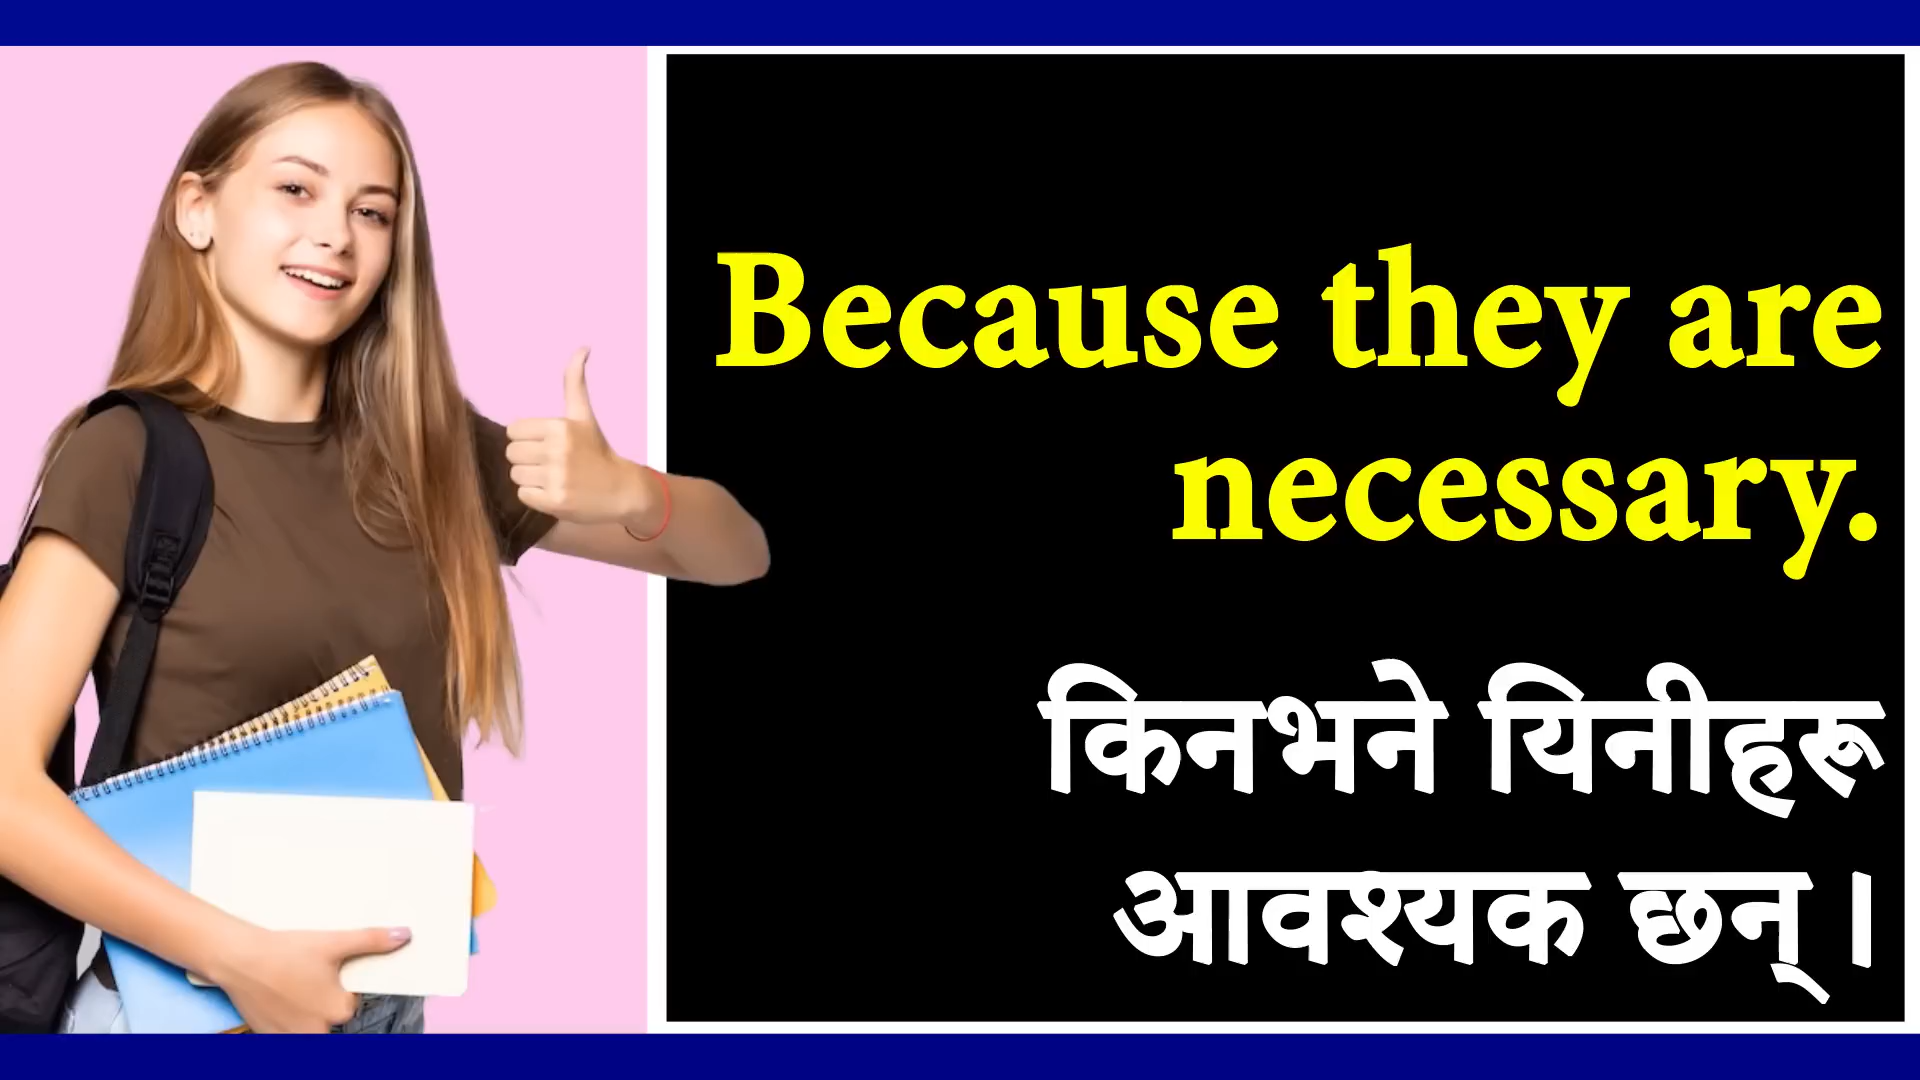 Because they are
necessary.
किनभने यिनीहरू
आवश्यक छन् ।